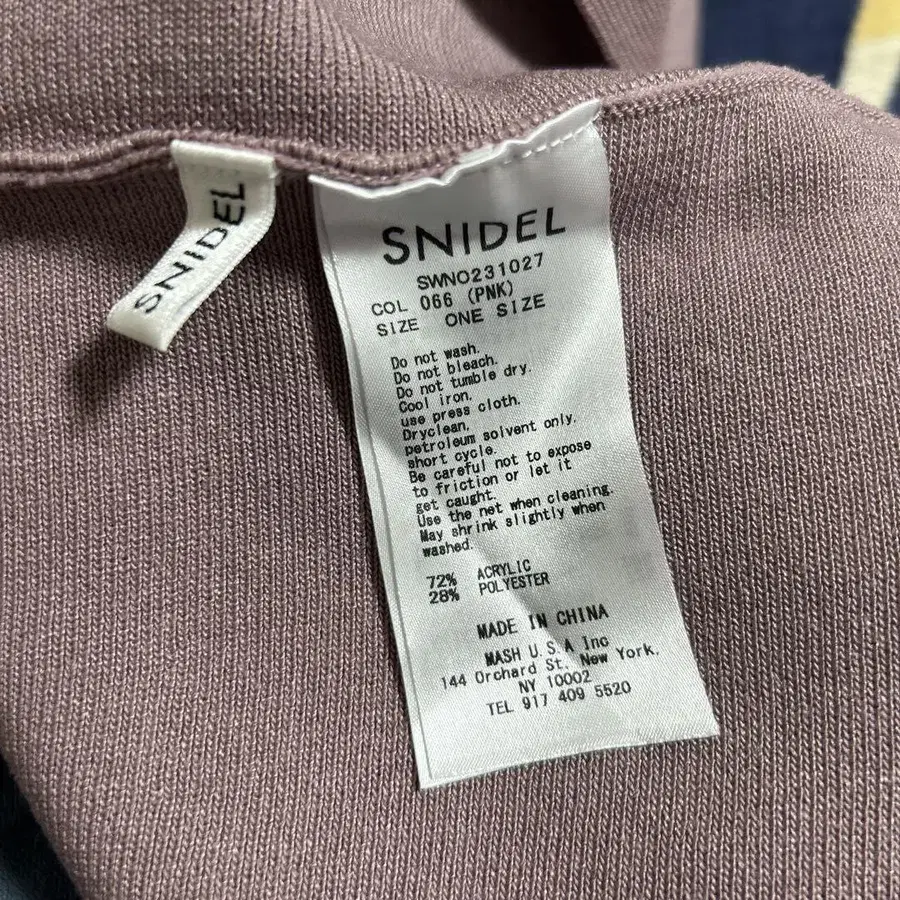 SNIDEL
SNIDEL
SWNO231027
COL 066 (PNK)
SIZE ONE SIZE
Do not wash.
Do not bleach.
Do not tumble dry.
Cool iron.
use press cloth.
Dryclean.
petroleum solvent only.
short cycle.
Be careful not to expose
to friction or let it
get caught.
Use the net when cleaning.
May shrink slightly when
washed.
72% ACRYLIC
28% POLYESTER
MADE IN CHINA
MASH U.S.A Inc
144 Orchard St. New York.
NY 10002
TEL 917 409 5520